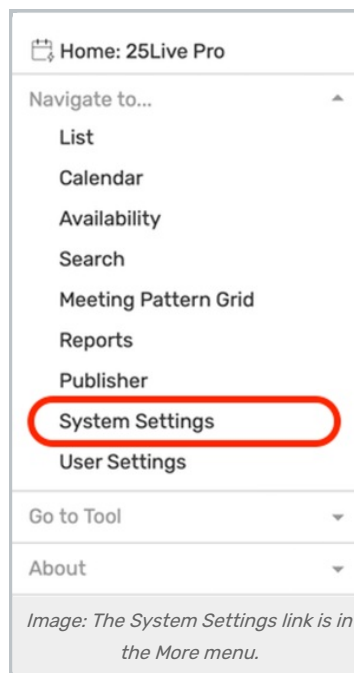 Home: 25Live Pro
Navigate to...
List
Calendar
Availability
Search
Meeting Pattern Grid
Reports
Publisher
System Settings
User Settings
Go to Tool
About
Image: The System Settings link is in
the More menu.